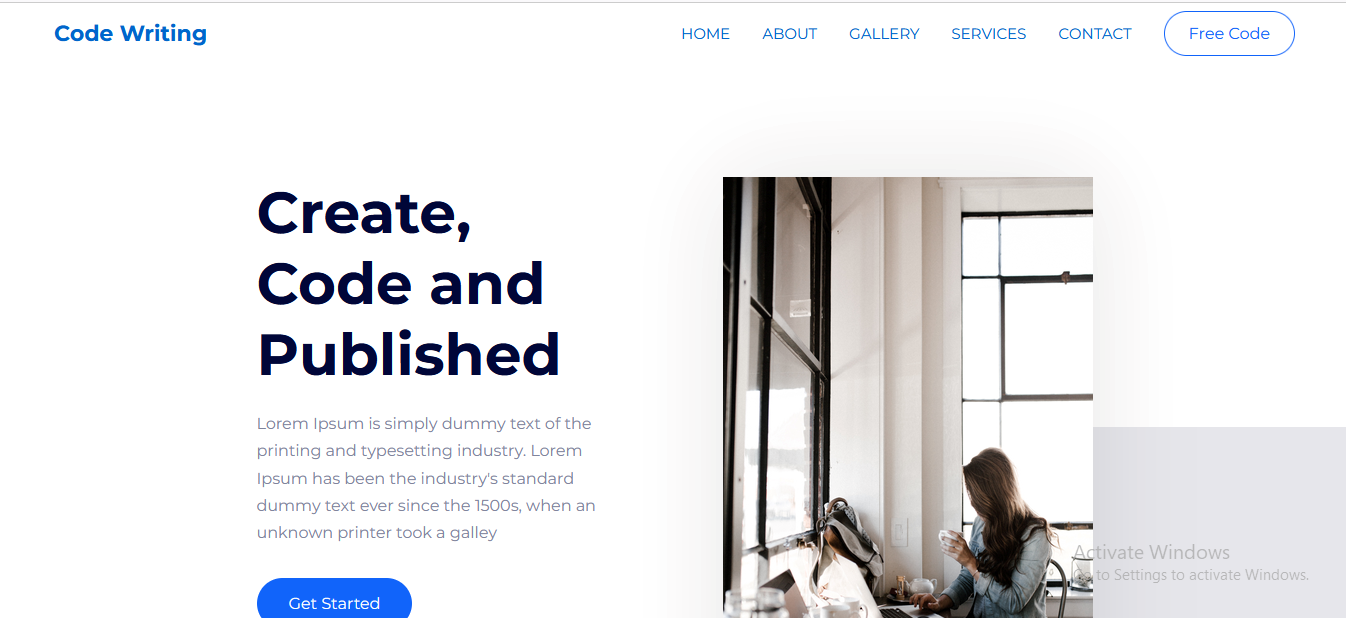 Code Writing
HOME ABOUT GALLERY SERVICES CONTACT Free Code
Create,
Code and
Published
Lorem Ipsum is simply dummy text of the
printing and typesetting industry. Lorem
Ipsum has been the industry's standard
dummy text ever since the 1500s, when an
unknown printer took a galley
Get Started
Activate Windows
Go to Settings to activate Windows.